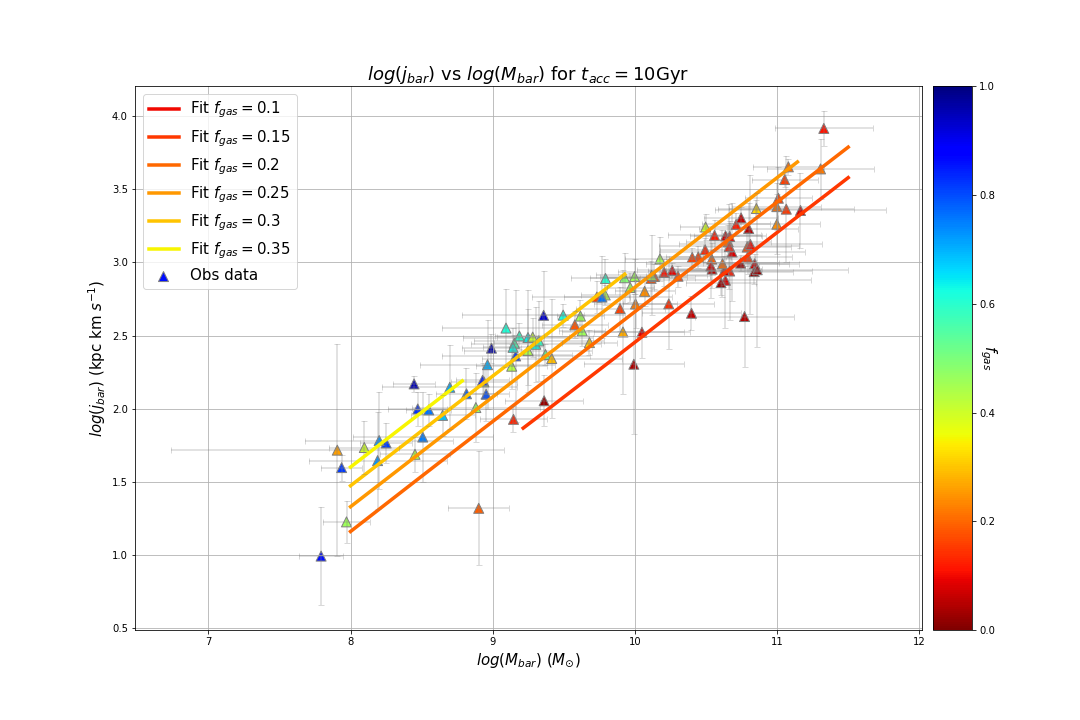 log(j_bar) vs log(M_bar) for t_acc = 10Gyr
Fit f_gas = 0.1
Fit f_gas = 0.15
Fit f_gas = 0.2
Fit f_gas = 0.25
Fit f_gas = 0.3
Fit f_gas = 0.35
Obs data
4.0
3.5
3.0
2.5
2.0
1.5
1.0
0.5
log(j_bar) (kpc km s⁻¹)
7
8
9
10
11
12
log(M_bar) (M_⊙)
1.0
0.8
0.6
0.4
0.2
0.0
f_gas